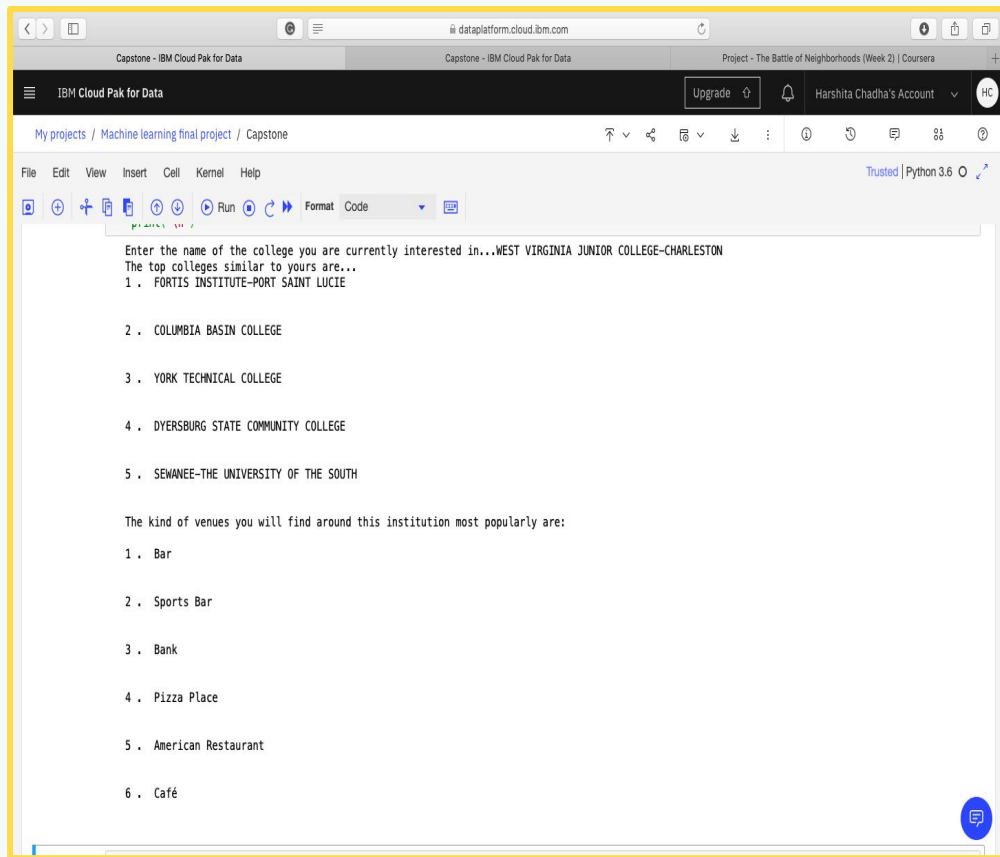 dataplatform.cloud.ibm.com
Capstone - IBM Cloud Pak for Data
Capstone - IBM Cloud Pak for Data
Project - The Battle of Neighborhoods (Week 2) | Coursera
IBM Cloud Pak for Data
Upgrade
Harshita Chadha's Account
HC
My projects / Machine learning final project / Capstone
File Edit View Insert Cell Kernel Help
Trusted | Python 3.6
Run
Format
Code
Enter the name of the college you are currently interested in...WEST VIRGINIA JUNIOR COLLEGE-CHARLESTON
The top colleges similar to yours are...
1 . FORTIS INSTITUTE-PORT SAINT LUCIE
2 . COLUMBIA BASIN COLLEGE
3 . YORK TECHNICAL COLLEGE
4 . DYERSBURG STATE COMMUNITY COLLEGE
5 . SEWANEE-THE UNIVERSITY OF THE SOUTH
The kind of venues you will find around this institution most popularly are:
1 . Bar
2 . Sports Bar
3 . Bank
4 . Pizza Place
5 . American Restaurant
6 . Café